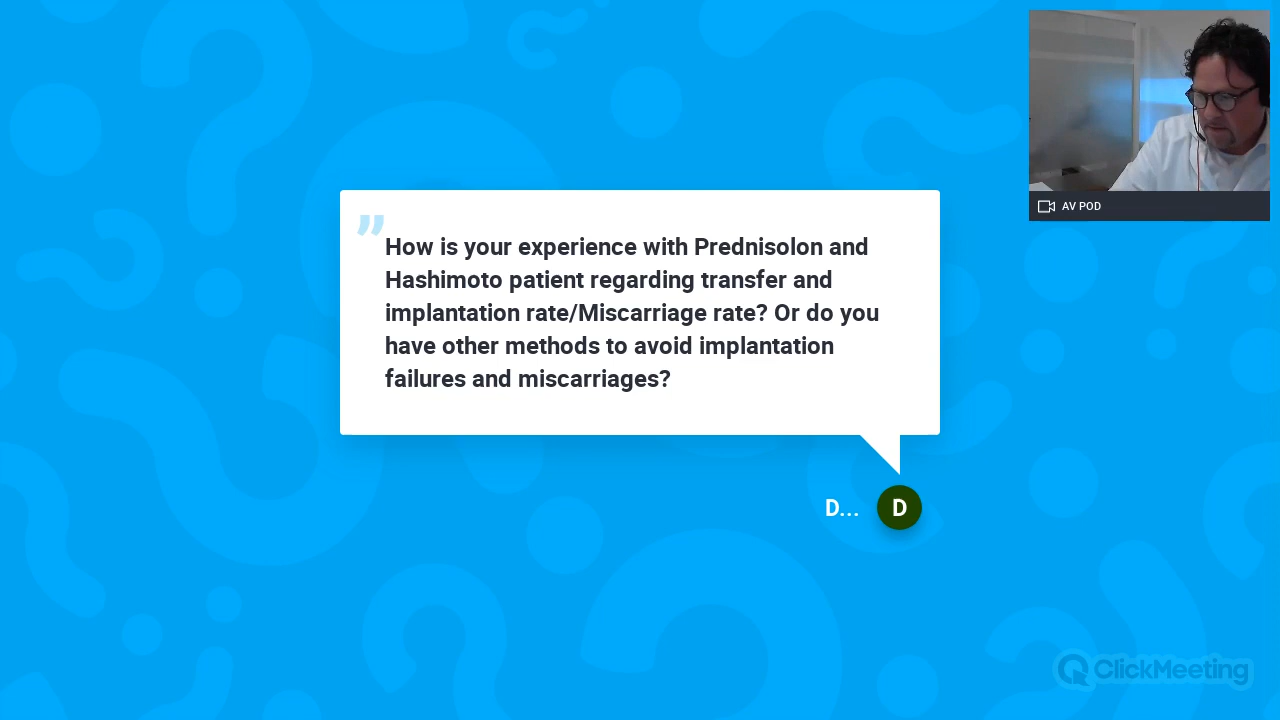 AV POD
"
How is your experience with Prednisolon and
Hashimoto patient regarding transfer and
implantation rate/Miscarriage rate? Or do you
have other methods to avoid implantation
failures and miscarriages?
D... D
ClickMeeting